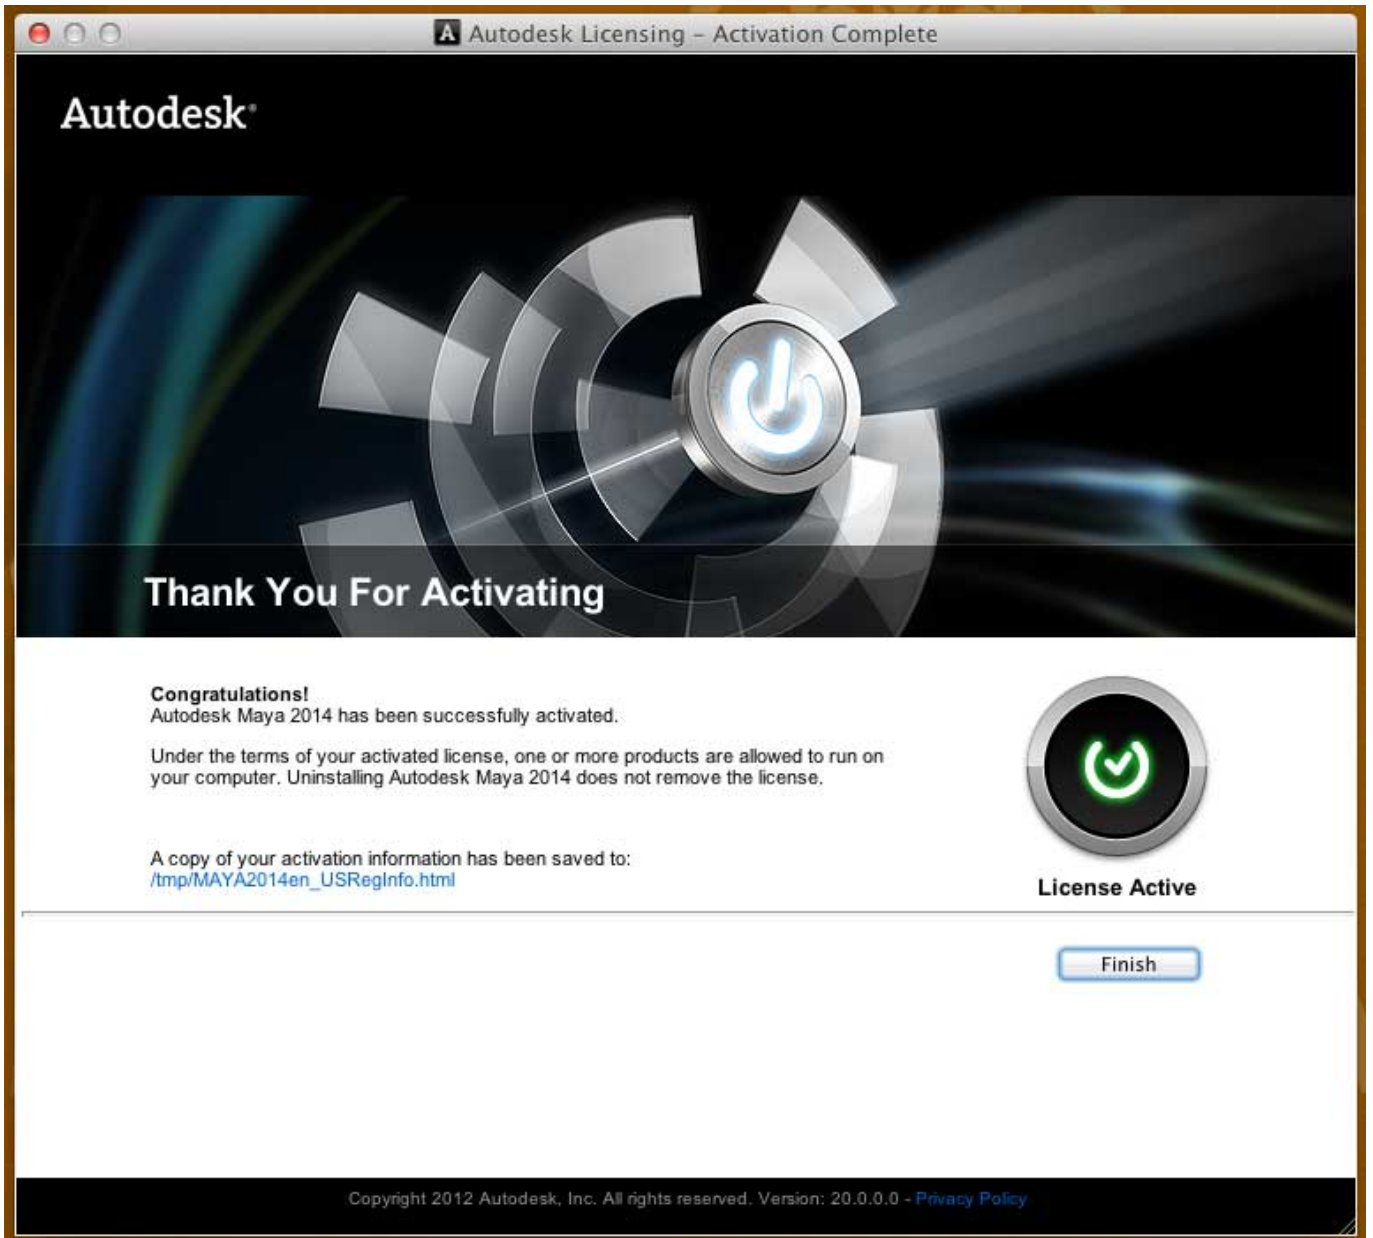 Autodesk Licensing – Activation Complete
Autodesk®
Thank You For Activating
Congratulations!
Autodesk Maya 2014 has been successfully activated.
Under the terms of your activated license, one or more products are allowed to run on
your computer. Uninstalling Autodesk Maya 2014 does not remove the license.
A copy of your activation information has been saved to:
/tmp/MAYA2014en_USRegInfo.html
License Active
Finish
Copyright 2012 Autodesk, Inc. All rights reserved. Version: 20.0.0.0 - Privacy Policy